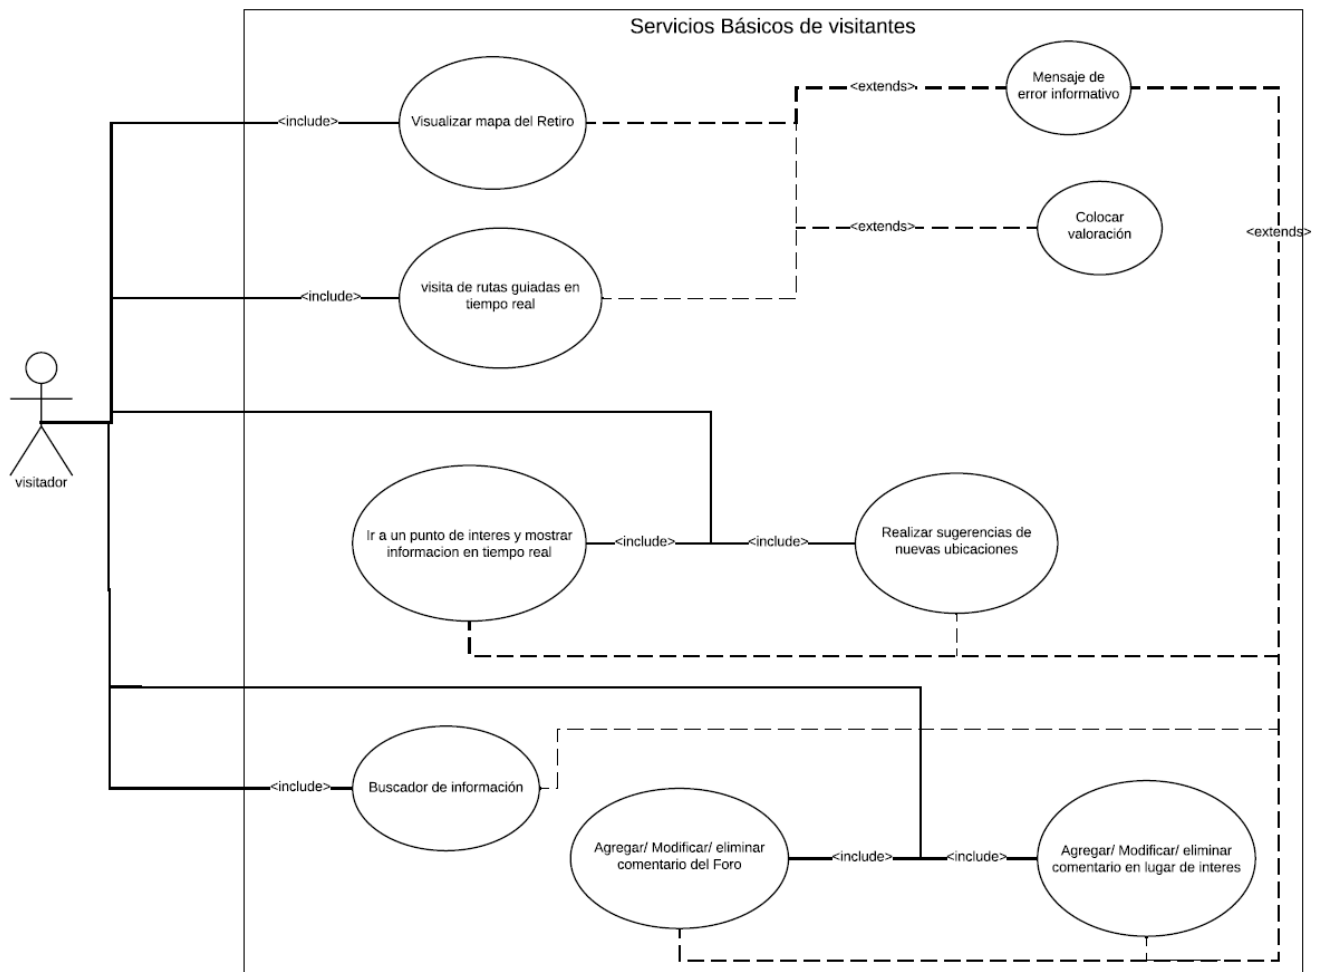 Servicios Básicos de visitantes
Mensaje de
error informativo
<extends>
Visualizar mapa del Retiro
<include>
Colocar
valoración
<extends>
<extends>
visita de rutas guiadas en
tiempo real
<include>
visitador
Ir a un punto de interes y mostrar
informacion en tiempo real
<include>
<include>
Realizar sugerencias de
nuevas ubicaciones
<include>
Buscador de información
Agregar/ Modificar/ eliminar
comentario del Foro
<include>
<include>
Agregar/ Modificar/ eliminar
comentario en lugar de interes